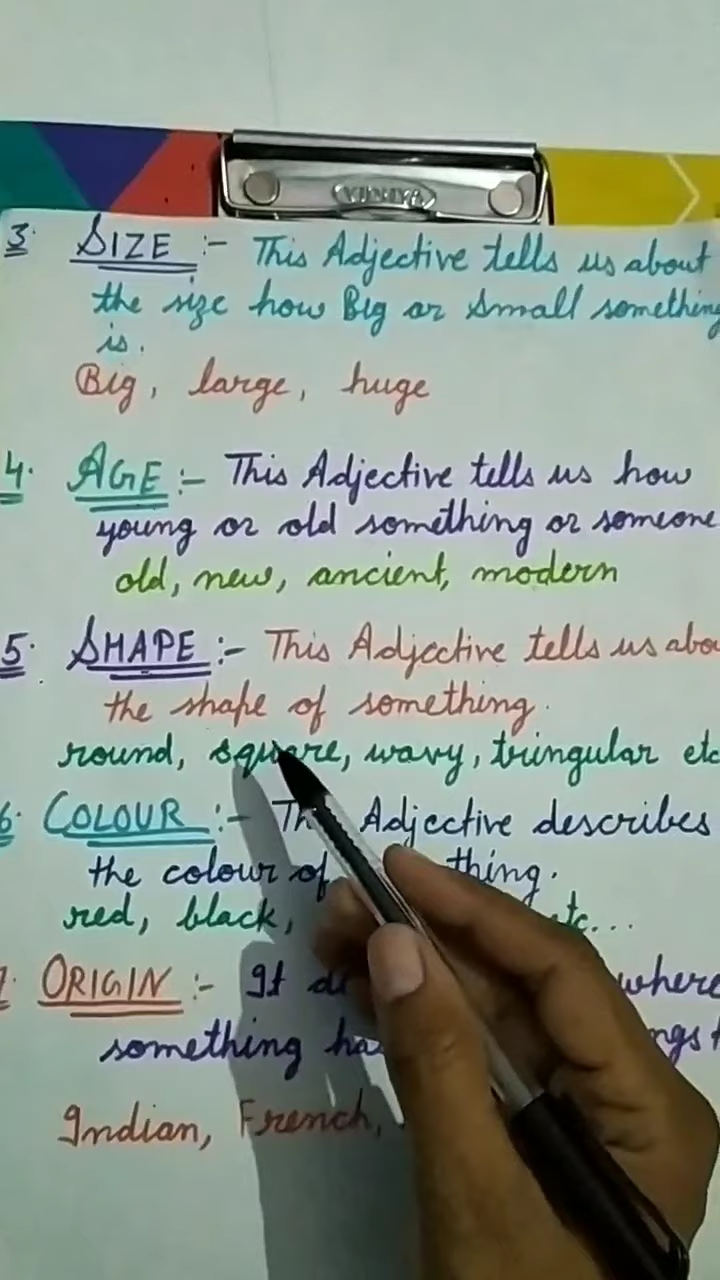 3. SIZE :- This Adjective tells us about
the size how Big or Small something
is.
Big, large, huge
4. AGE :- This Adjective tells us how
young or old something or someone
old, new, ancient, modern
5. SHAPE :- This Adjective tells us
the shape of something.
round, square, wavy, tringular etc
6. COLOUR :- Adjective describes
the colour of thing.
red, black, etc...
ORIGIN :- It where
something
Indian, French,